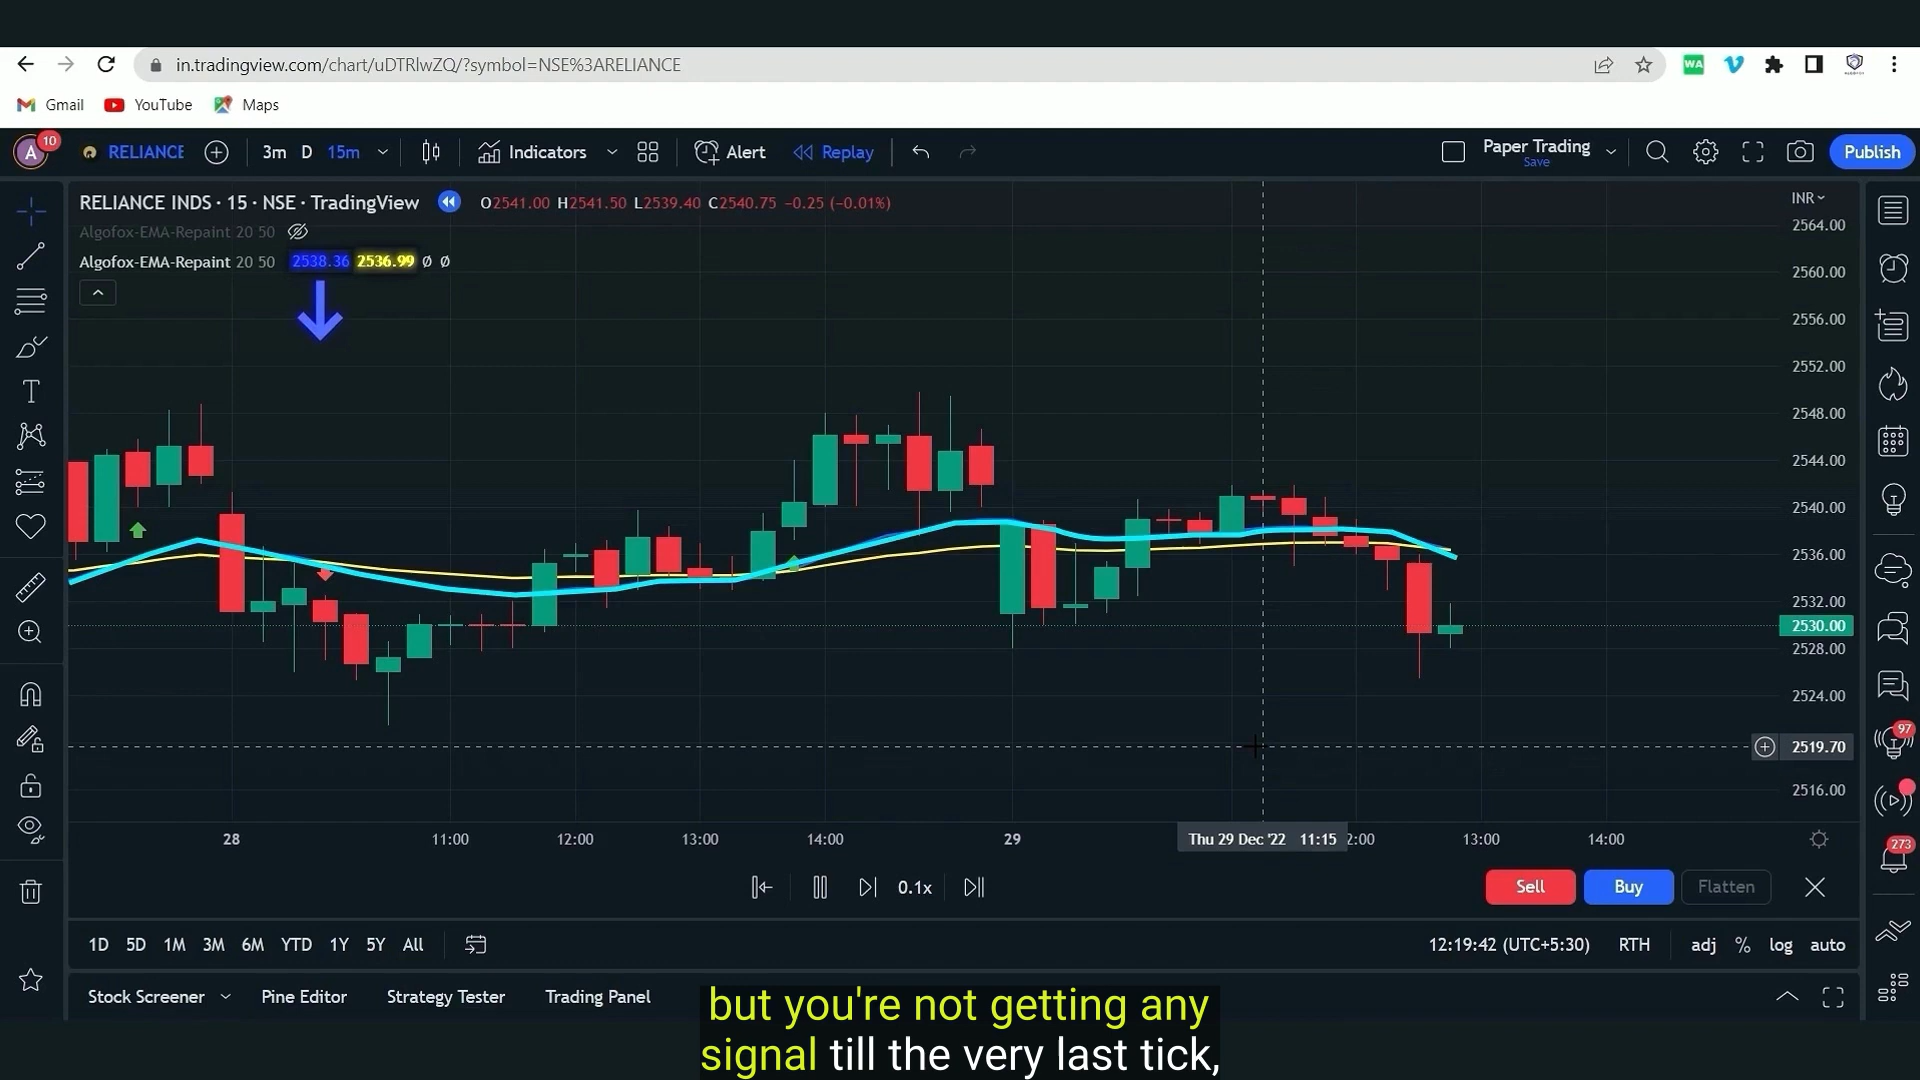 in.tradingview.com/chart/uDTRlwZQ/?symbol=NSE%3ARELIANCE
WA
Gmail YouTube Maps
A 10 RELIANCE 3m D 15m Indicators Alert Replay Paper Trading Save Publish
RELIANCE INDS · 15 · NSE · TradingView O2541.00 H2541.50 L2539.40 C2540.75 −0.25 (−0.01%)
INR
Algofox-EMA-Repaint 20 50
Algofox-EMA-Repaint 20 50 2538.36 2536.99 Ø Ø
2564.00
2560.00
2556.00
2552.00
2548.00
2544.00
2540.00
2536.00
2532.00
2530.00
2528.00
2524.00
2519.70
2516.00
97
273
28 11:00 12:00 13:00 14:00 29 Thu 29 Dec '22 11:15 2:00 13:00 14:00
0.1x Sell Buy Flatten
1D 5D 1M 3M 6M YTD 1Y 5Y All 12:19:42 (UTC+5:30) RTH adj % log auto
Stock Screener Pine Editor Strategy Tester Trading Panel
but you're not getting any
signal till the very last tick,